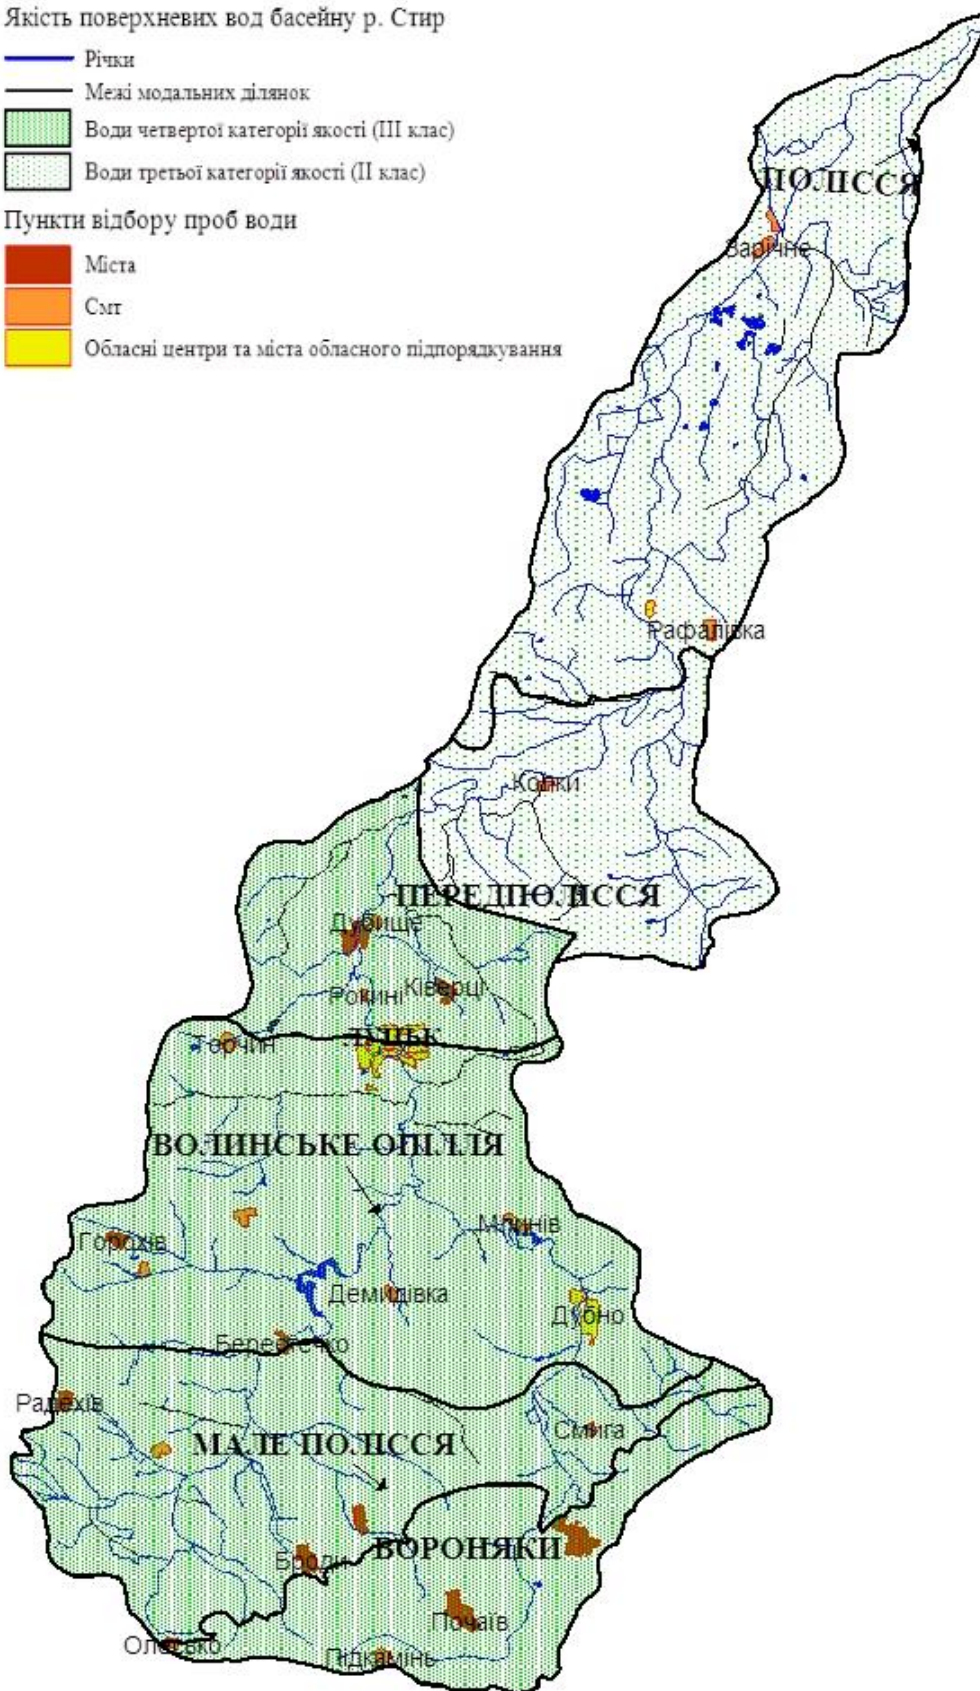 Якість поверхневих вод басейну р. Стир
Річки
Межі модальних ділянок
Води четвертої категорії якості (III клас)
Води третьої категорії якості (II клас)
Пункти відбору проб води
Міста
Смт
Обласні центри та міста обласного підпорядкування
ПОЛІССЯ
Зарічне
Рафалівка
Колки
ПЕРЕДПОЛІССЯ
Дубище
Рокині
Ківерці
Торчин
ЛУЦЬК
ВОЛИНСЬКЕ ОПІЛЛЯ
Млинів
Горохів
Демидівка
Дубно
Берестечко
Радехів
Смига
МАЛЕ ПОЛІССЯ
ВОРОНЯКИ
Броди
Почаїв
Олесько
Підкамінь